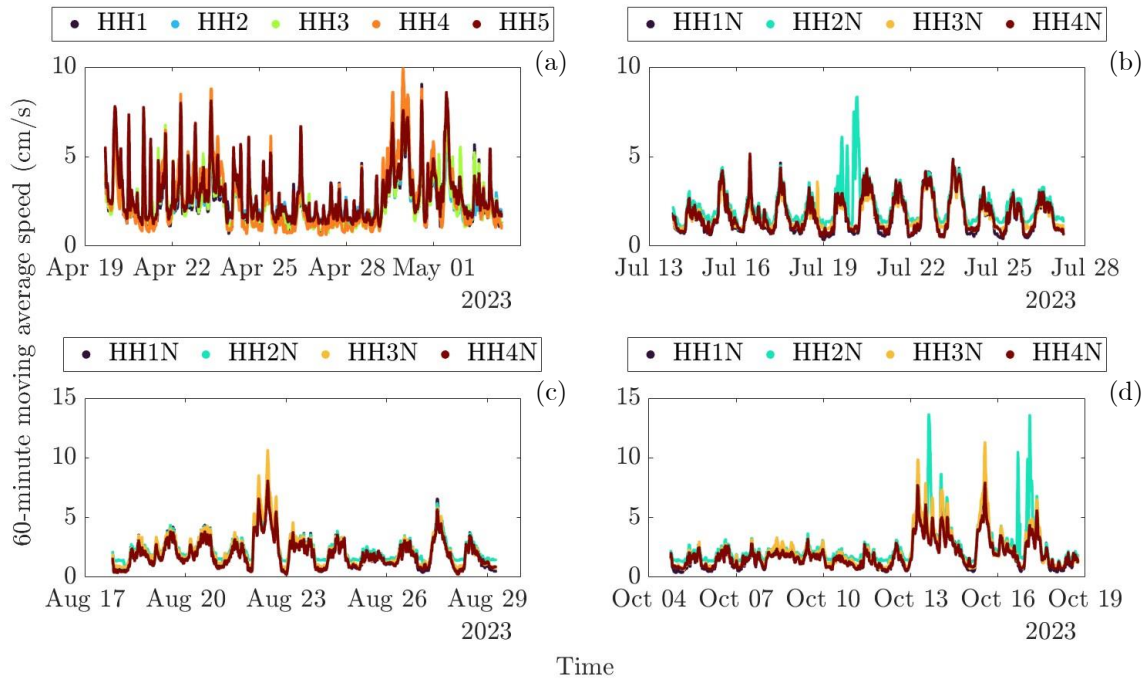 HH1 HH2 HH3 HH4 HH5
HH1N HH2N HH3N HH4N
(a)
(b)
10
5
0
Apr 19 Apr 22 Apr 25 Apr 28 May 01
2023
10
5
0
Jul 13 Jul 16 Jul 19 Jul 22 Jul 25 Jul 28
2023
60-minute moving average speed (cm/s)
HH1N HH2N HH3N HH4N
HH1N HH2N HH3N HH4N
(c)
(d)
15
10
5
0
Aug 17 Aug 20 Aug 23 Aug 26 Aug 29
2023
15
10
5
0
Oct 04 Oct 07 Oct 10 Oct 13 Oct 16 Oct 19
2023
Time